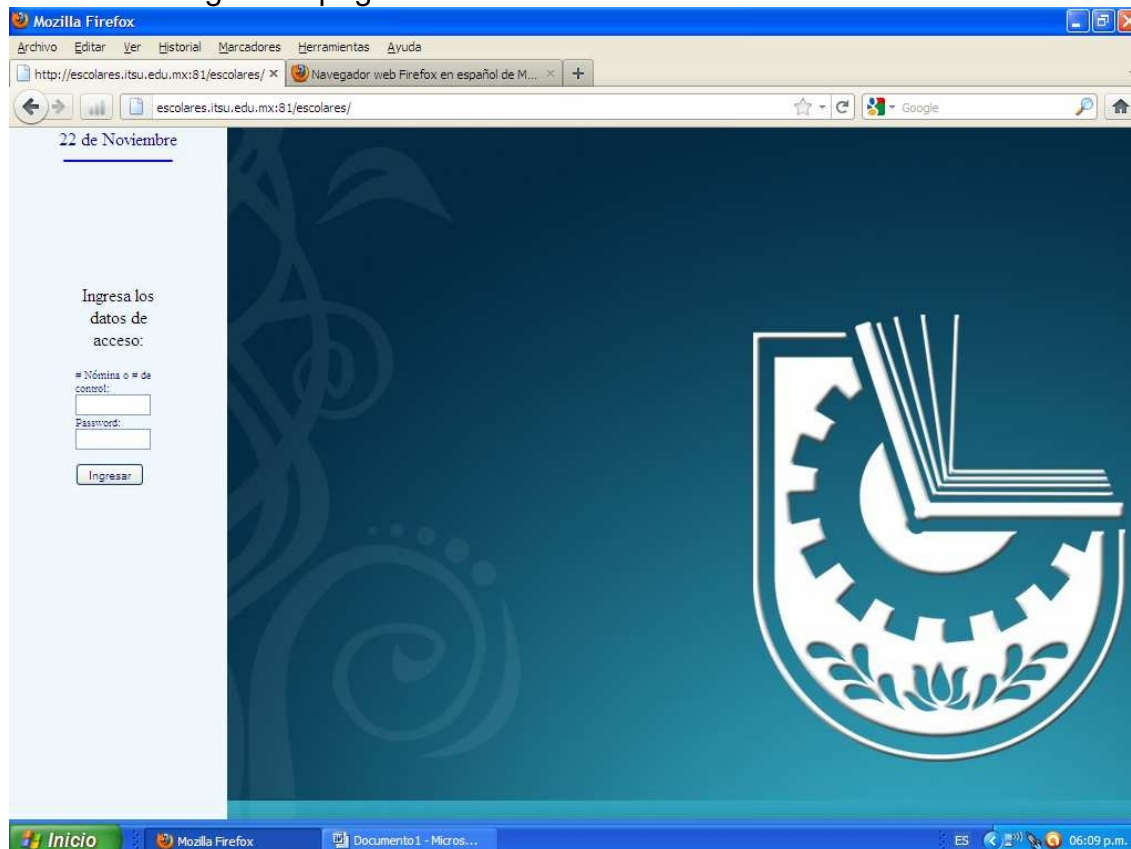 Mozilla Firefox
Archivo Editar Ver Historial Marcadores Herramientas Ayuda
http://escolares.itsu.edu.mx:81/escolares/ Navegador web Firefox en español de M...
escolares.itsu.edu.mx:81/escolares/ Google
22 de Noviembre
Ingresa los
datos de
acceso:
# Nómina o # de
control:
Password:
Ingresar
Inicio Mozilla Firefox Documento1 - Micros... ES 06:09 p.m.